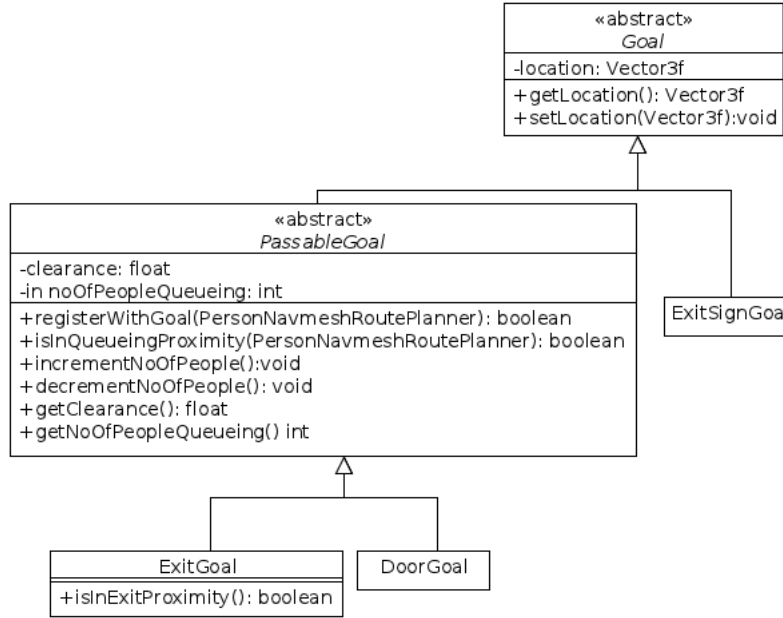 «abstract»
Goal
-location: Vector3f
+getLocation(): Vector3f
+setLocation(Vector3f):void
«abstract»
PassableGoal
-clearance: float
-in noOfPeopleQueueing: int
+registerWithGoal(PersonNavmeshRoutePlanner): boolean
+isInQueueingProximity(PersonNavmeshRoutePlanner): boolean
+incrementNoOfPeople():void
+decrementNoOfPeople(): void
+getClearance(): float
+getNoOfPeopleQueueing() int
ExitSignGoal
ExitGoal
+isInExitProximity(): boolean
DoorGoal